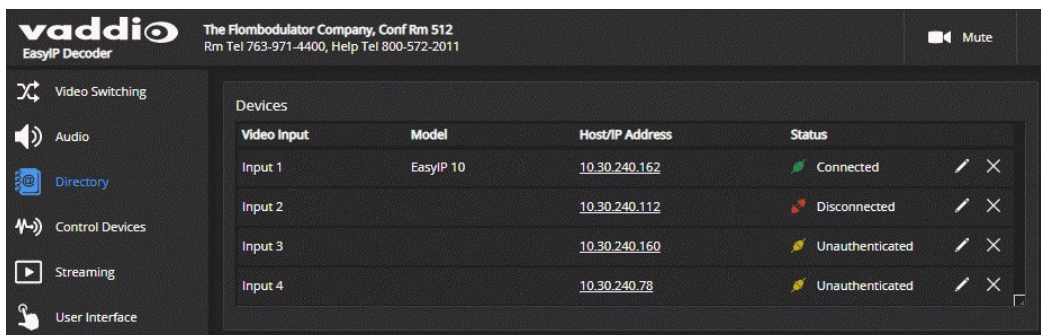 vaddio
EasyIP Decoder
The Flombodulator Company, Conf Rm 512
Rm Tel 763-971-4400, Help Tel 800-572-2011
Mute
Video Switching
Audio
Directory
Control Devices
Streaming
User Interface
Devices
Video Input Model Host/IP Address Status
Input 1 EasyIP 10 10.30.240.162 Connected
Input 2 10.30.240.112 Disconnected
Input 3 10.30.240.160 Unauthenticated
Input 4 10.30.240.78 Unauthenticated